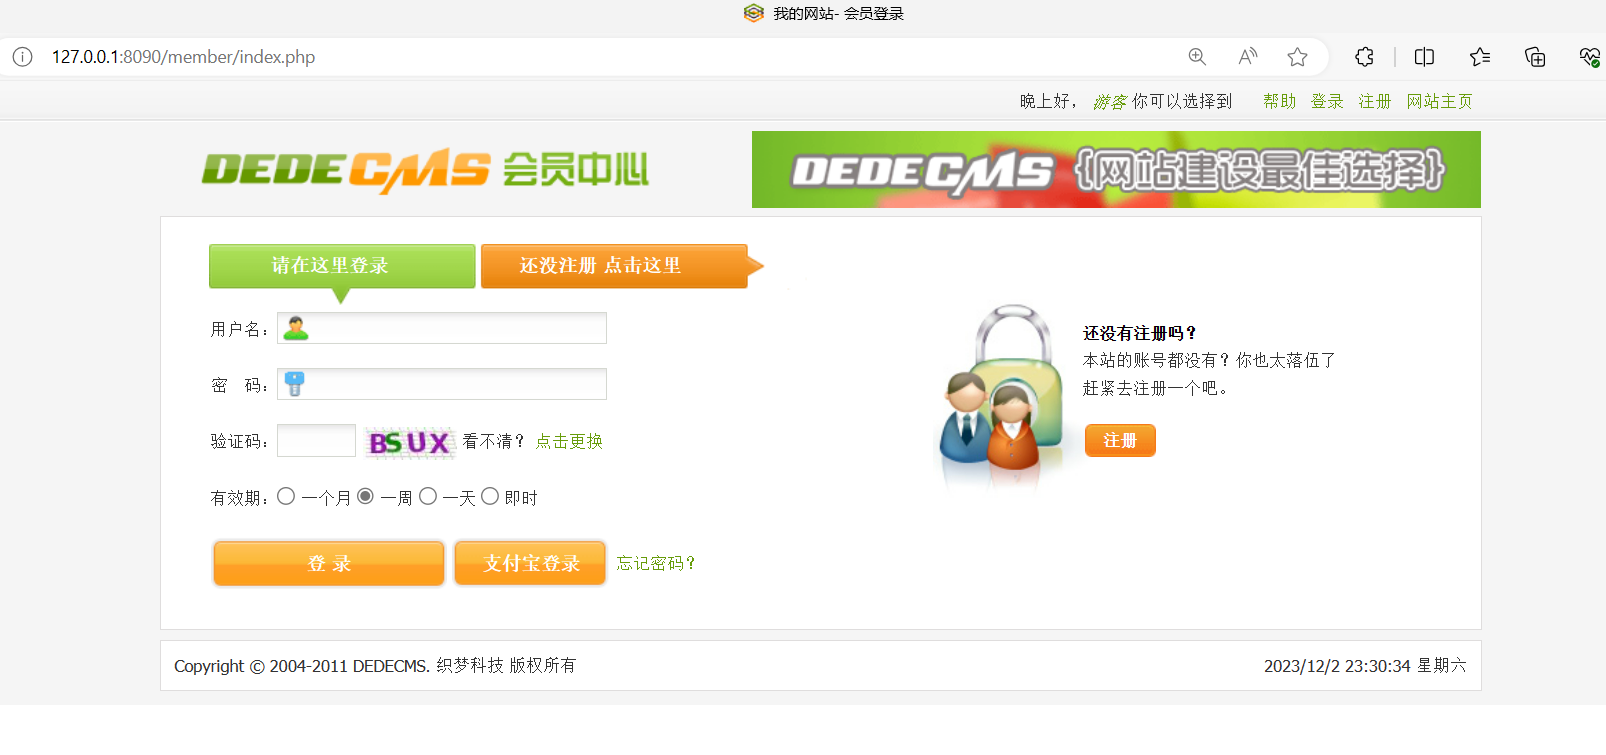 我的网站- 会员登录
127.0.0.1:8090/member/index.php
晚上好， 游客 你可以选择到 帮助 登录 注册 网站主页
DEDECMS 会员中心
DEDECMS {网站建设最佳选择}
请在这里登录
还没注册 点击这里
用户名：
密 码：
验证码： BSUX 看不清？ 点击更换
有效期： 一个月 一周 一天 即时
登 录
支付宝登录
忘记密码？
还没有注册吗？
本站的账号都没有？你也太落伍了
赶紧去注册一个吧。
注册
Copyright © 2004-2011 DEDECMS. 织梦科技 版权所有
2023/12/2 23:30:34 星期六